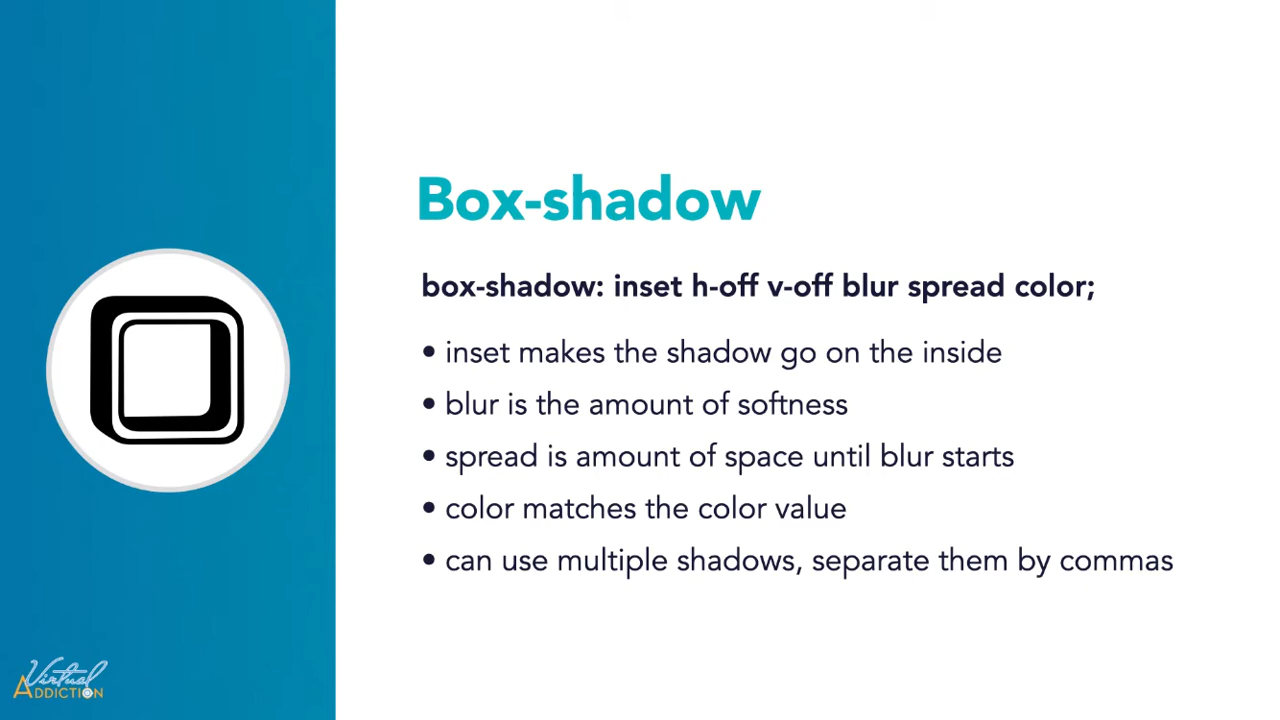 Box-shadow
box-shadow: inset h-off v-off blur spread color;
• inset makes the shadow go on the inside
• blur is the amount of softness
• spread is amount of space until blur starts
• color matches the color value
• can use multiple shadows, separate them by commas
Virtual
ADDICTION